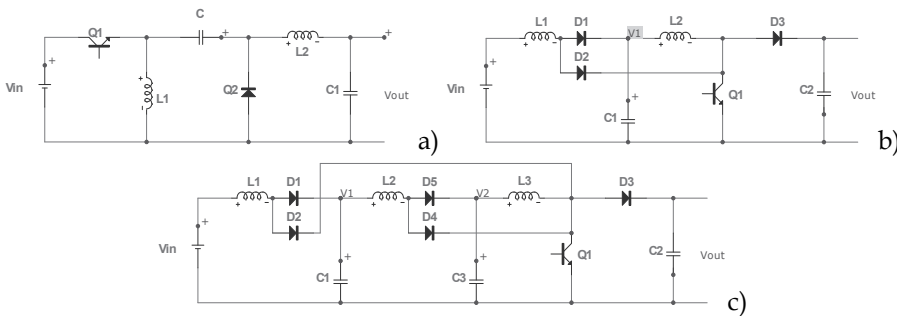 C
Q1
+ -
L2
+
+
+
Vin
L1
-
Q2
C1
Vout
a)
L1
D1
V1
L2
D3
+
+ -
D2
+ -
+
Vin
Q1
C2
Vout
C1
+
b)
L1
D1
V1
L2
D5
V2
L3
D3
+
+ -
D2
+ -
D4
+ -
+
Vin
C1
+
C3
+
Q1
C2
Vout
c)